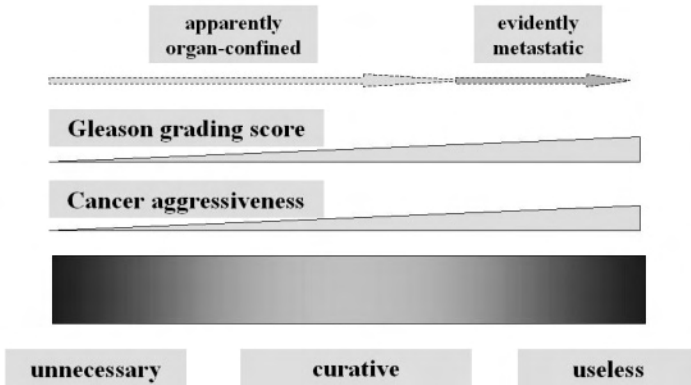 apparently
organ-confined
evidently
metastatic
Gleason grading score
Cancer aggressiveness
unnecessary
curative
useless